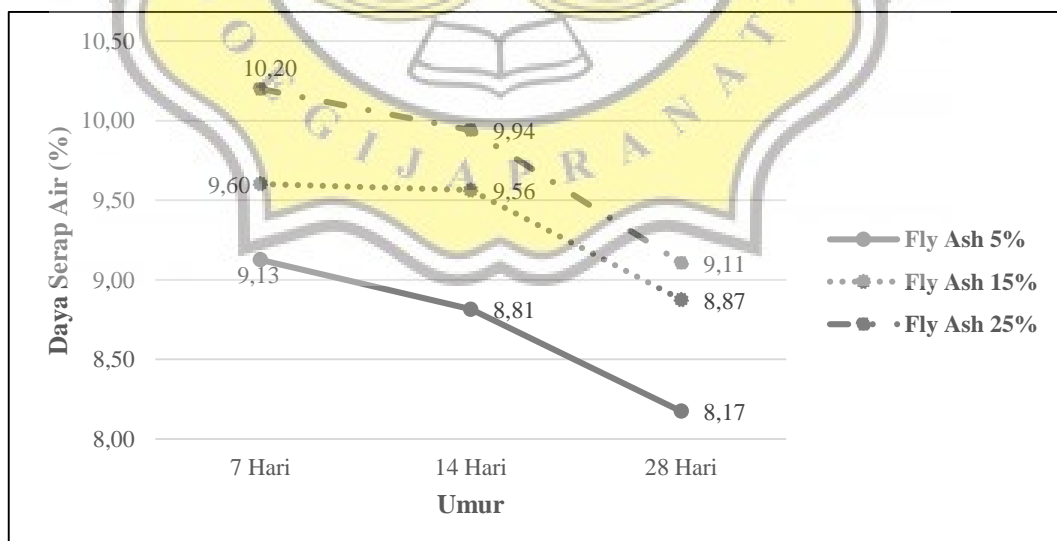 SOEGIJAPRANATA
Daya Serap Air (%)
10,50
10,00
9,50
9,00
8,50
8,00
10,20
9,94
9,60
9,56
9,13
9,11
8,81
8,87
8,17
7 Hari
14 Hari
28 Hari
Umur
Fly Ash 5%
Fly Ash 15%
Fly Ash 25%